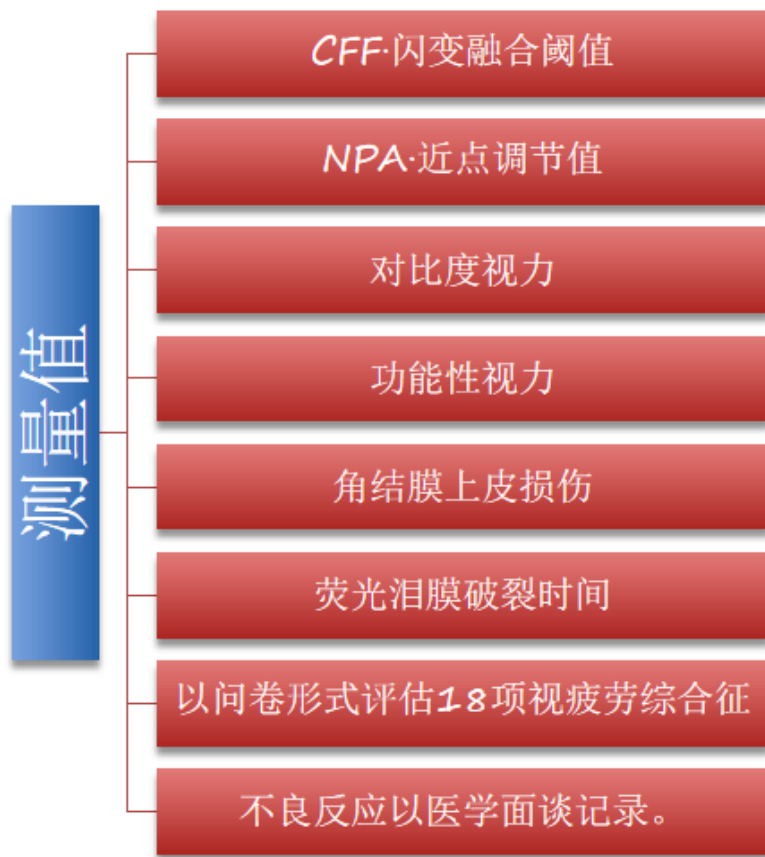 测量值
CFF·闪变融合阈值
NPA·近点调节值
对比度视力
功能性视力
角结膜上皮损伤
荧光泪膜破裂时间
以问卷形式评估18项视疲劳综合征
不良反应以医学面谈记录。